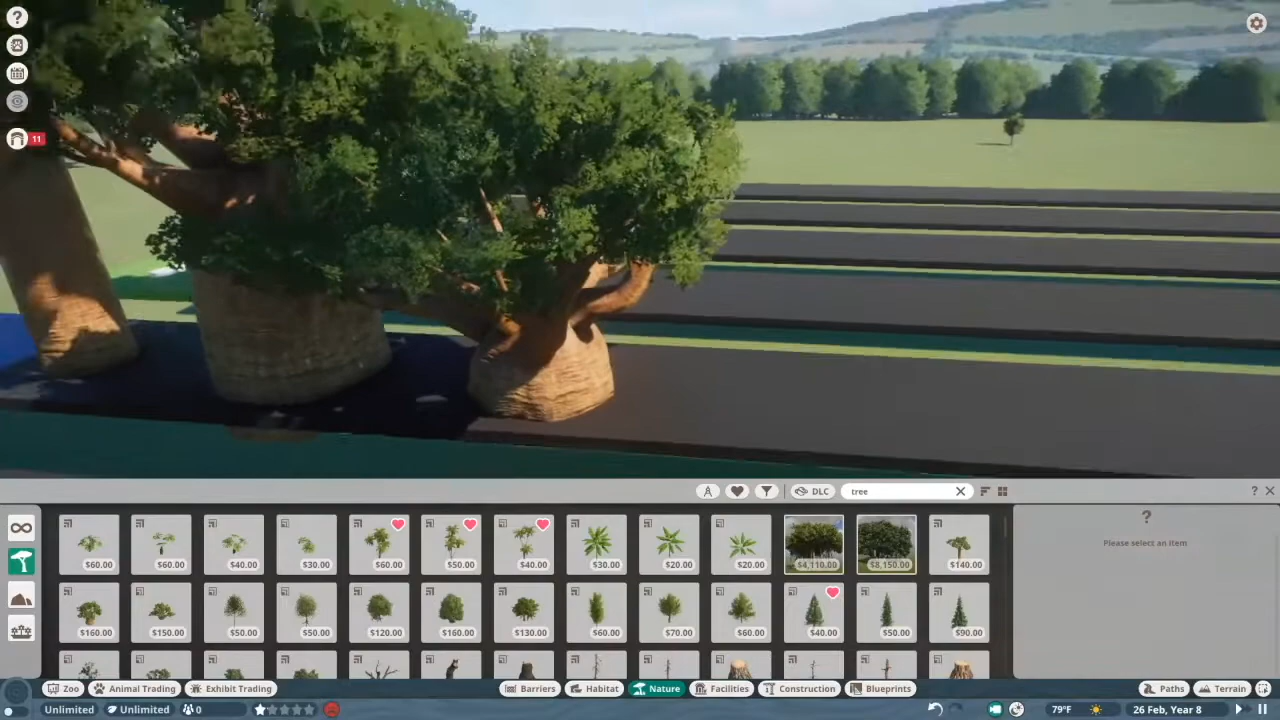 ?
11
DLC
tree
?
$60.00 $60.00 $40.00 $30.00 $60.00 $50.00 $40.00 $30.00 $20.00 $20.00 $4,110.00 $8,150.00 $140.00
?
Please select an item
$160.00 $150.00 $50.00 $50.00 $120.00 $160.00 $130.00 $60.00 $70.00 $60.00 $40.00 $50.00 $90.00
Zoo Animal Trading Exhibit Trading Barriers Habitat Nature Facilities Construction Blueprints Paths Terrain
Unlimited Unlimited 0 79°F 26 Feb, Year 8